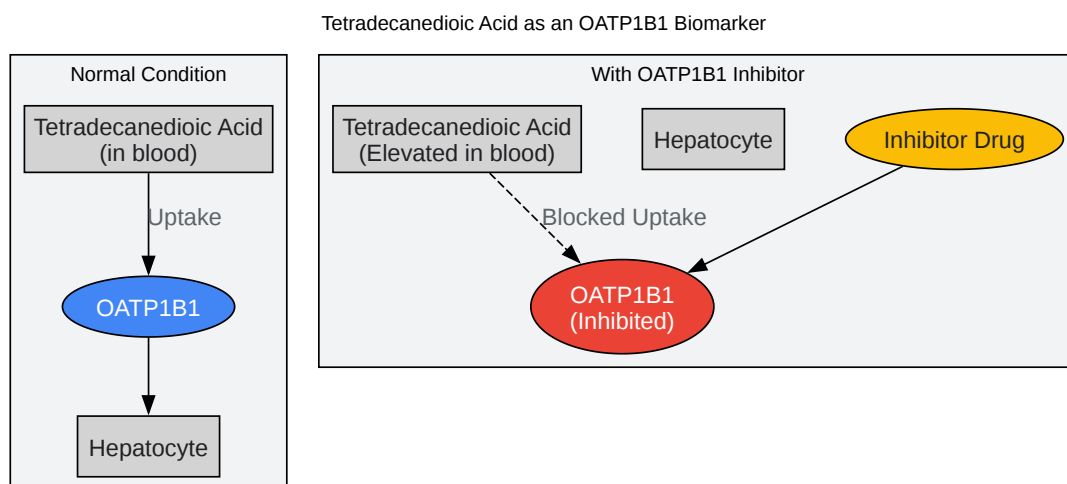 Tetradecanedioic Acid as an OATP1B1 Biomarker
Normal Condition
Tetradecanedioic Acid
(in blood)
Uptake
OATP1B1
Hepatocyte
With OATP1B1 Inhibitor
Tetradecanedioic Acid
(Elevated in blood)
Hepatocyte
Inhibitor Drug
Blocked Uptake
OATP1B1
(Inhibited)